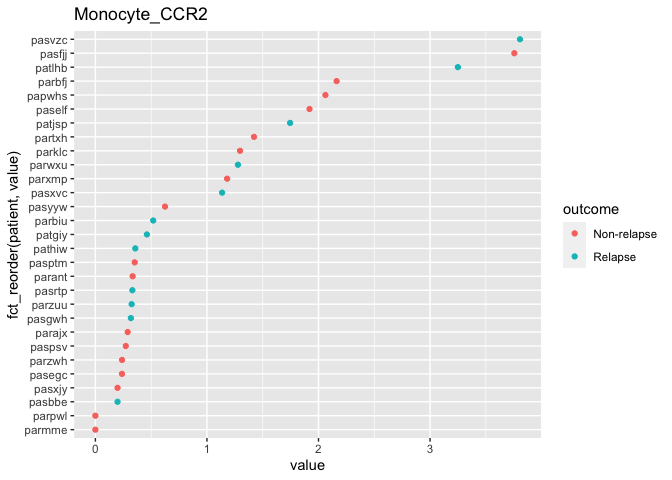 Monocyte_CCR2
fct_reorder(patient, value)
pasvzc
pasfjj
patlhb
parbfj
papwhs
paself
patjsp
partxh
parklc
parwxu
parxmp
pasxvc
pasyyw
parbiu
patgiy
pathiw
pasptm
parant
pasrtp
parzuu
pasgwh
parajx
paspsv
parzwh
pasegc
pasxjy
pasbbe
parpwl
parmme
0 1 2 3
value
outcome
Non-relapse
Relapse